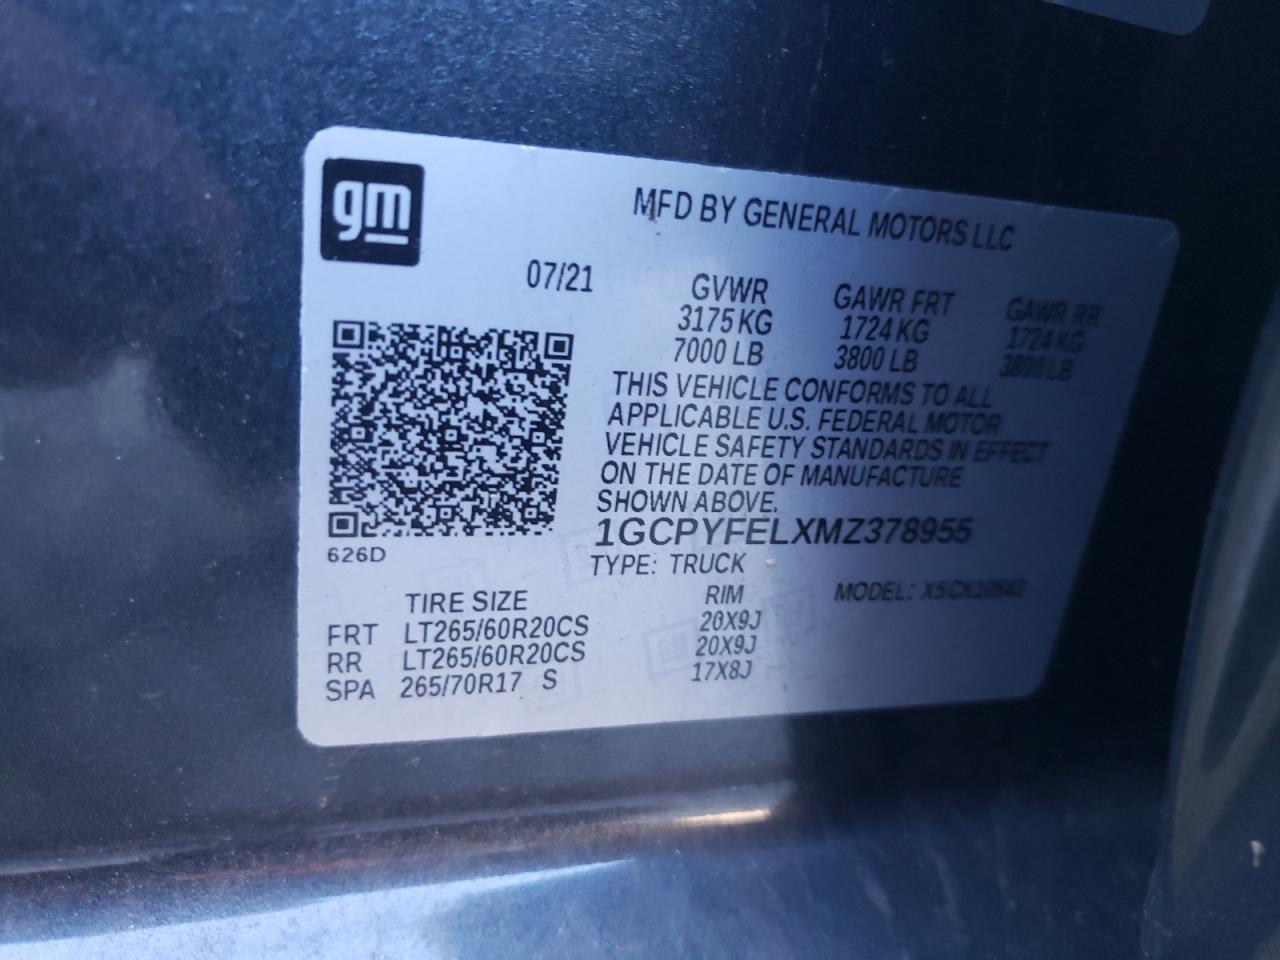 gm
MFD BY GENERAL MOTORS LLC
07/21 GVWR GAWR FRT GAWR RR
3175 KG 1724 KG 1724 KG
7000 LB 3800 LB 3800 LB
THIS VEHICLE CONFORMS TO ALL
APPLICABLE U.S. FEDERAL MOTOR
VEHICLE SAFETY STANDARDS IN EFFECT
ON THE DATE OF MANUFACTURE
SHOWN ABOVE.
1GCPYFELXMZ378955
626D
TYPE: TRUCK
TIRE SIZE RIM MODEL:
FRT LT265/60R20CS 20X9J
RR LT265/60R20CS 20X9J
SPA 265/70R17 S 17X8J